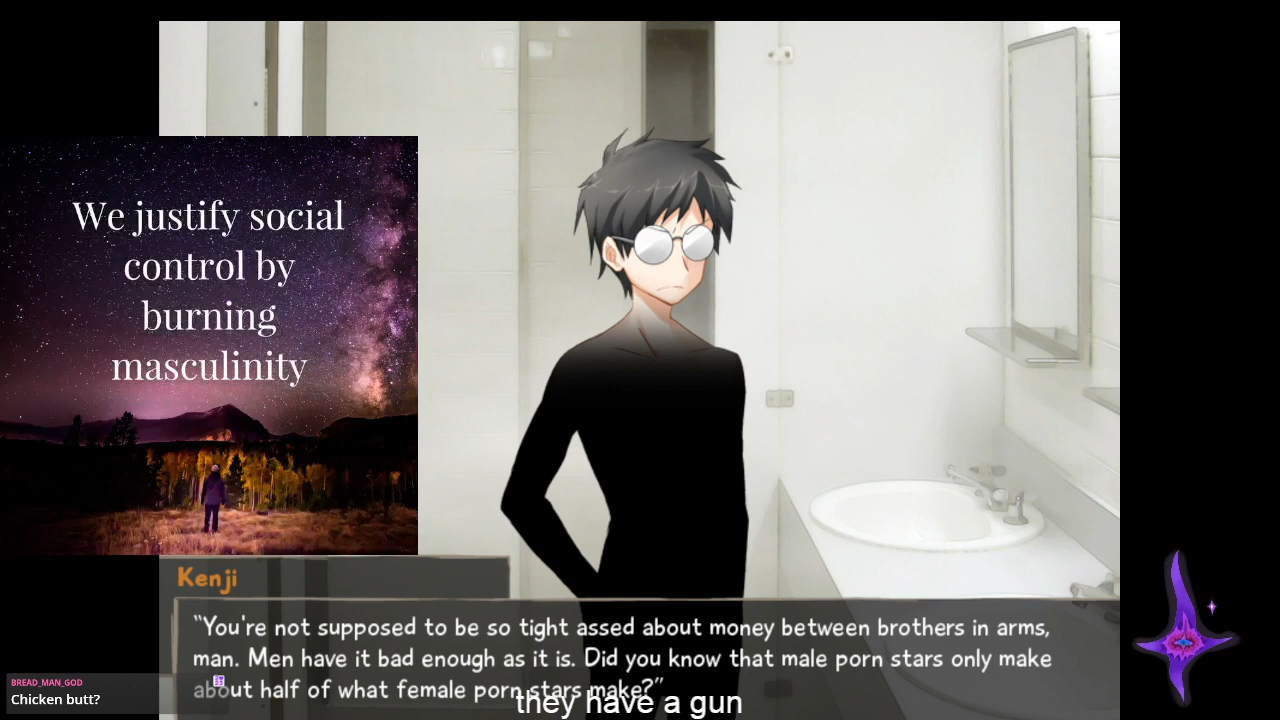 We justify social
control by
burning
masculinity
Kenji
"You're not supposed to be so tight assed about money between brothers in arms,
man. Men have it bad enough as it is. Did you know that male porn stars only make
about half of what female porn stars make?"
they have a gun
BREAD_MAN_GOD
Chicken butt?